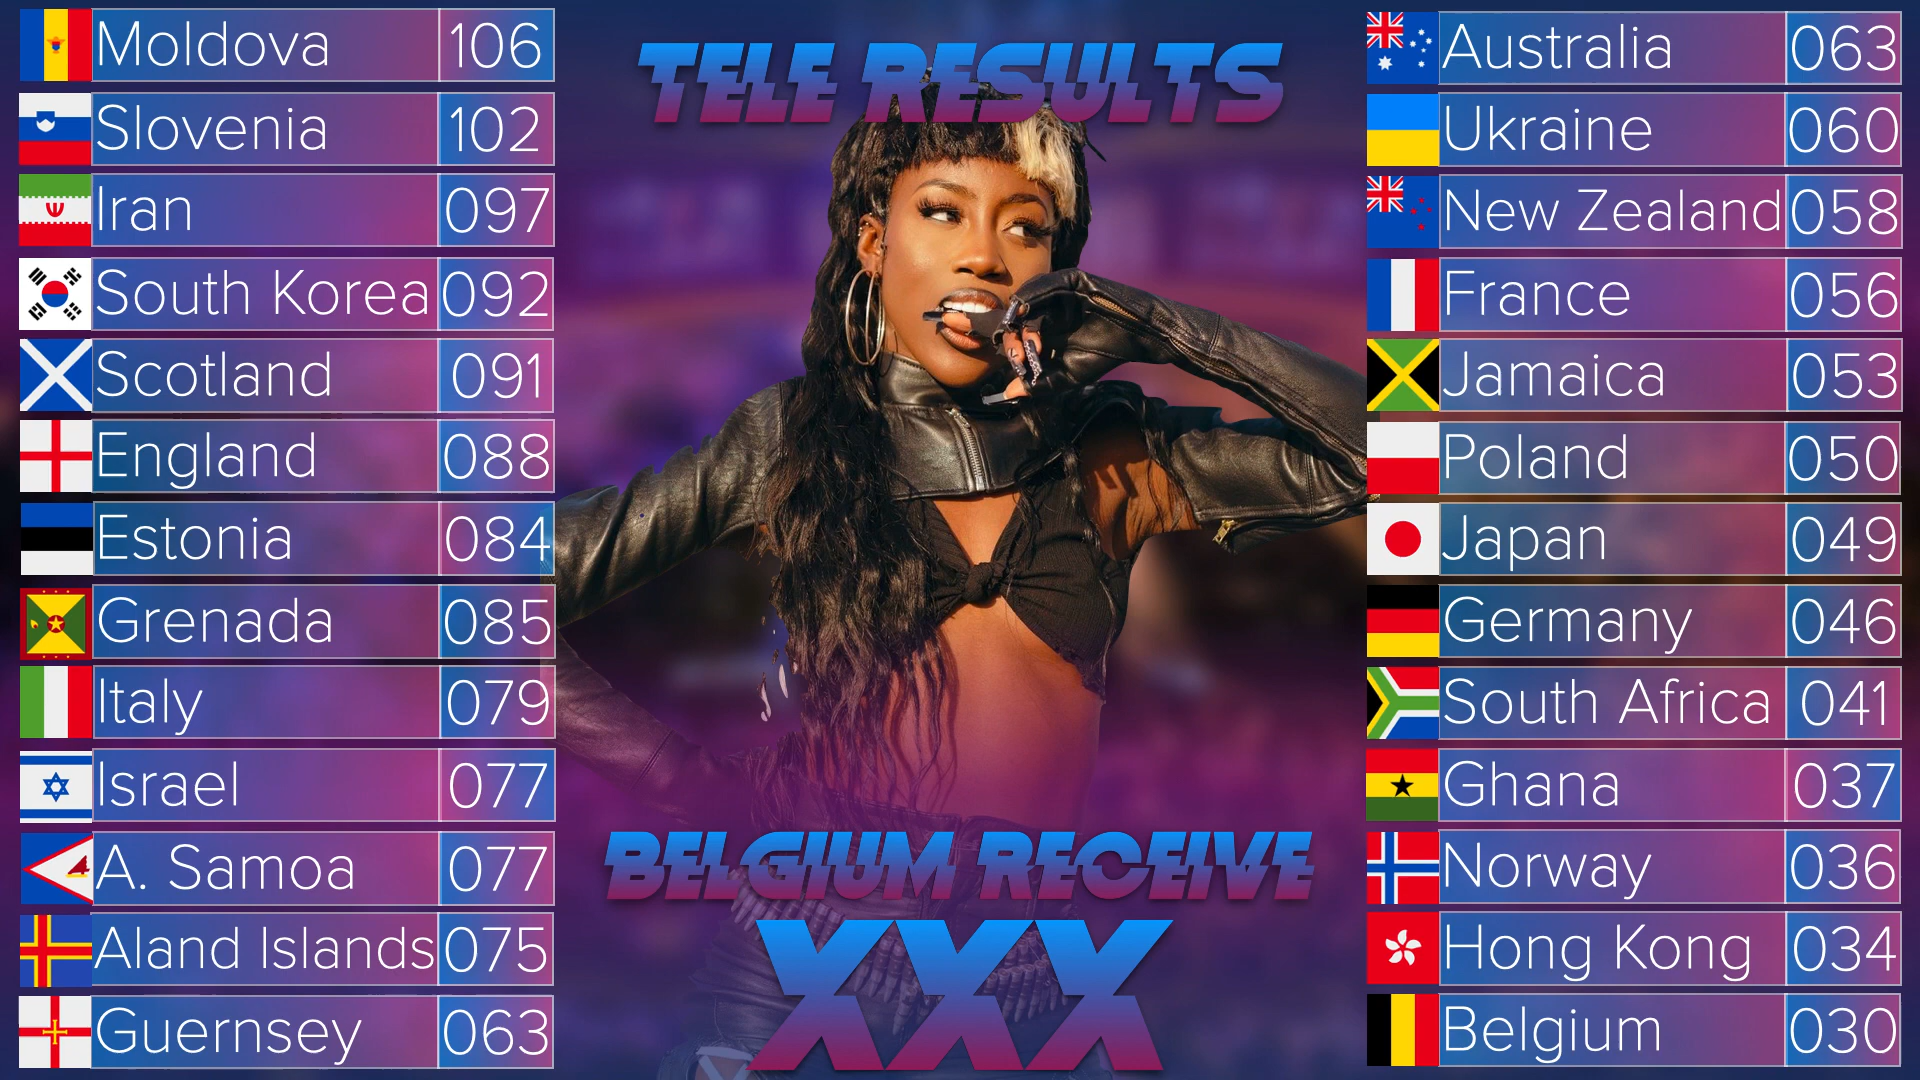 TELE RESULTS
Moldova 106
Slovenia 102
Iran 097
South Korea 092
Scotland 091
England 088
Estonia 084
Grenada 085
Italy 079
Israel 077
A. Samoa 077
Aland Islands 075
Guernsey 063
Australia 063
Ukraine 060
New Zealand 058
France 056
Jamaica 053
Poland 050
Japan 049
Germany 046
South Africa 041
Ghana 037
Norway 036
Hong Kong 034
Belgium 030
BELGIUM RECEIVE
XXX